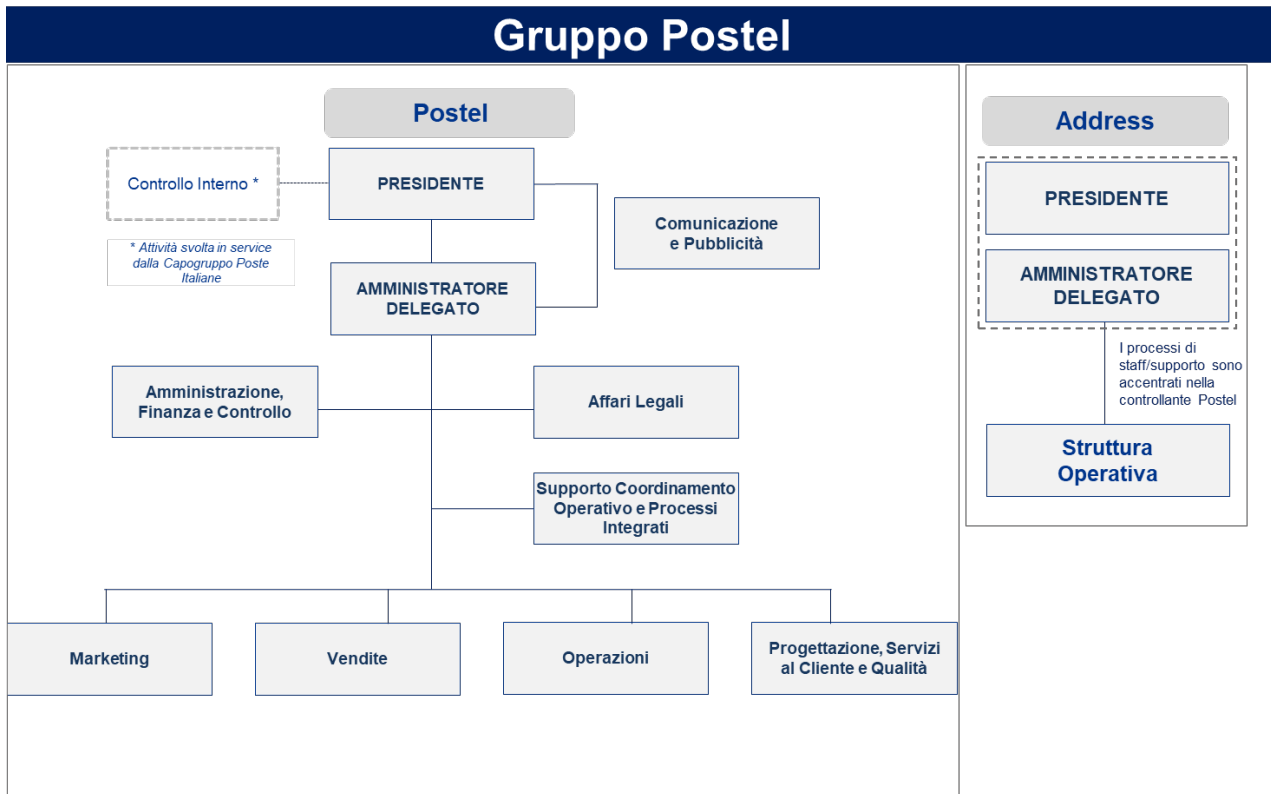 Gruppo Postel
Postel
Controllo Interno *
PRESIDENTE
* Attività svolta in service
dalla Capogruppo Poste
Italiane
Comunicazione
e Pubblicità
AMMINISTRATORE
DELEGATO
Amministrazione,
Finanza e Controllo
Affari Legali
Supporto Coordinamento
Operativo e Processi
Integrati
Marketing
Vendite
Operazioni
Progettazione, Servizi
al Cliente e Qualità
Address
PRESIDENTE
AMMINISTRATORE
DELEGATO
I processi di
staff/supporto sono
accentrati nella
controllante Postel
Struttura
Operativa